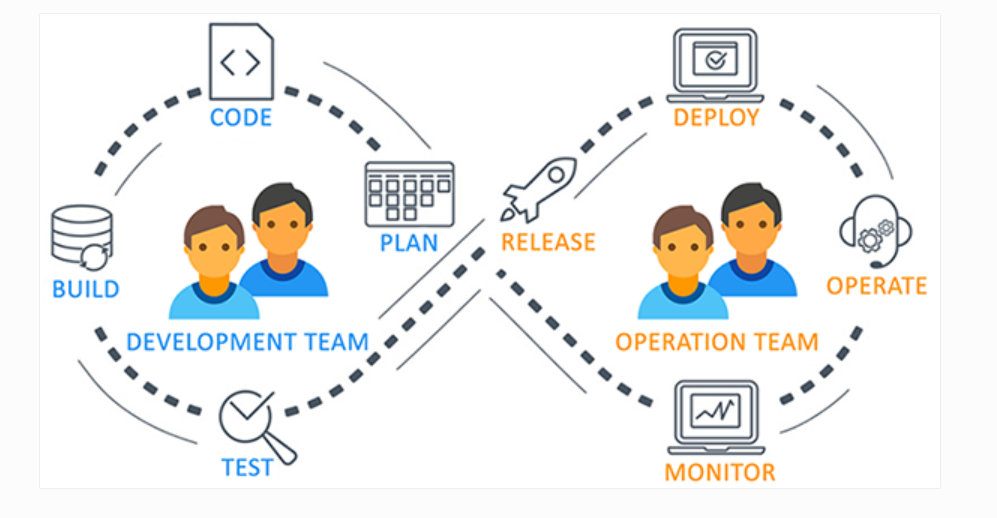 CODE
DEPLOY
PLAN
RELEASE
BUILD
OPERATE
DEVELOPMENT TEAM
OPERATION TEAM
TEST
MONITOR